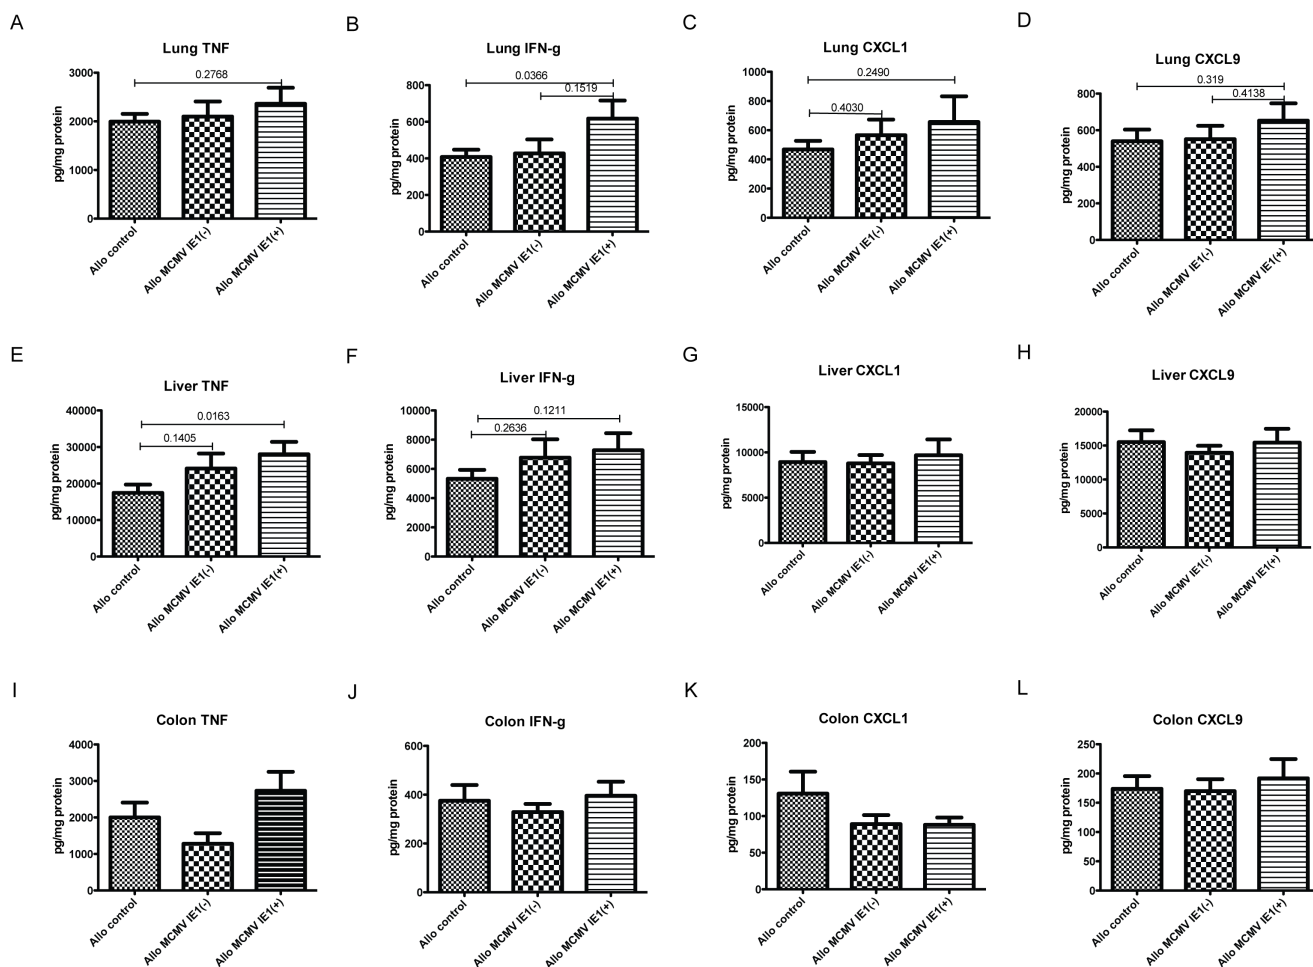 A
Lung TNF
pg/mg protein
3000
2000
1000
0
0.2768
Allo control
Allo MCMV IE1(-)
Allo MCMV IE1(+)
B
Lung IFN-g
pg/mg protein
800
600
400
200
0
0.0366
0.1519
Allo control
Allo MCMV IE1(-)
Allo MCMV IE1(+)
C
Lung CXCL1
pg/mg protein
1000
800
600
400
200
0
0.2490
0.4030
Allo control
Allo MCMV IE1(-)
Allo MCMV IE1(+)
D
Lung CXCL9
pg/mg protein
800
600
400
200
0
0.319
0.4138
Allo control
Allo MCMV IE1(-)
Allo MCMV IE1(+)
E
Liver TNF
pg/mg protein
40000
30000
20000
10000
0
0.0163
0.1405
Allo control
Allo MCMV IE1(-)
Allo MCMV IE1(+)
F
Liver IFN-g
pg/mg protein
10000
8000
6000
4000
2000
0
0.1211
0.2636
Allo control
Allo MCMV IE1(-)
Allo MCMV IE1(+)
G
Liver CXCL1
pg/mg protein
15000
10000
5000
0
Allo control
Allo MCMV IE1(-)
Allo MCMV IE1(+)
H
Liver CXCL9
pg/mg protein
20000
15000
10000
5000
0
Allo control
Allo MCMV IE1(-)
Allo MCMV IE1(+)
I
Colon TNF
pg/mg protein
4000
3000
2000
1000
0
Allo control
Allo MCMV IE1(-)
Allo MCMV IE1(+)
J
Colon IFN-g
pg/mg protein
600
400
200
0
Allo control
Allo MCMV IE1(-)
Allo MCMV IE1(+)
K
Colon CXCL1
pg/mg protein
200
150
100
50
0
Allo control
Allo MCMV IE1(-)
Allo MCMV IE1(+)
L
Colon CXCL9
pg/mg protein
250
200
150
100
50
0
Allo control
Allo MCMV IE1(-)
Allo MCMV IE1(+)